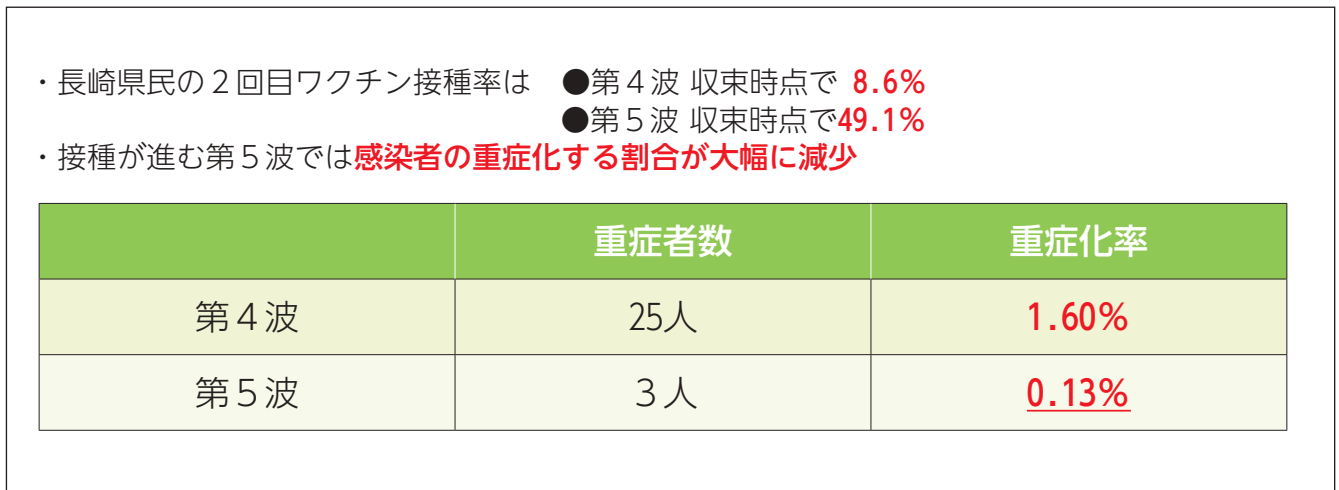 ・長崎県民の２回目ワクチン接種率は　●第４波 収束時点で 8.6%
●第５波 収束時点で49.1%
・接種が進む第５波では感染者の重症化する割合が大幅に減少
重症者数　重症化率
第４波　25人　1.60%
第５波　３人　0.13%